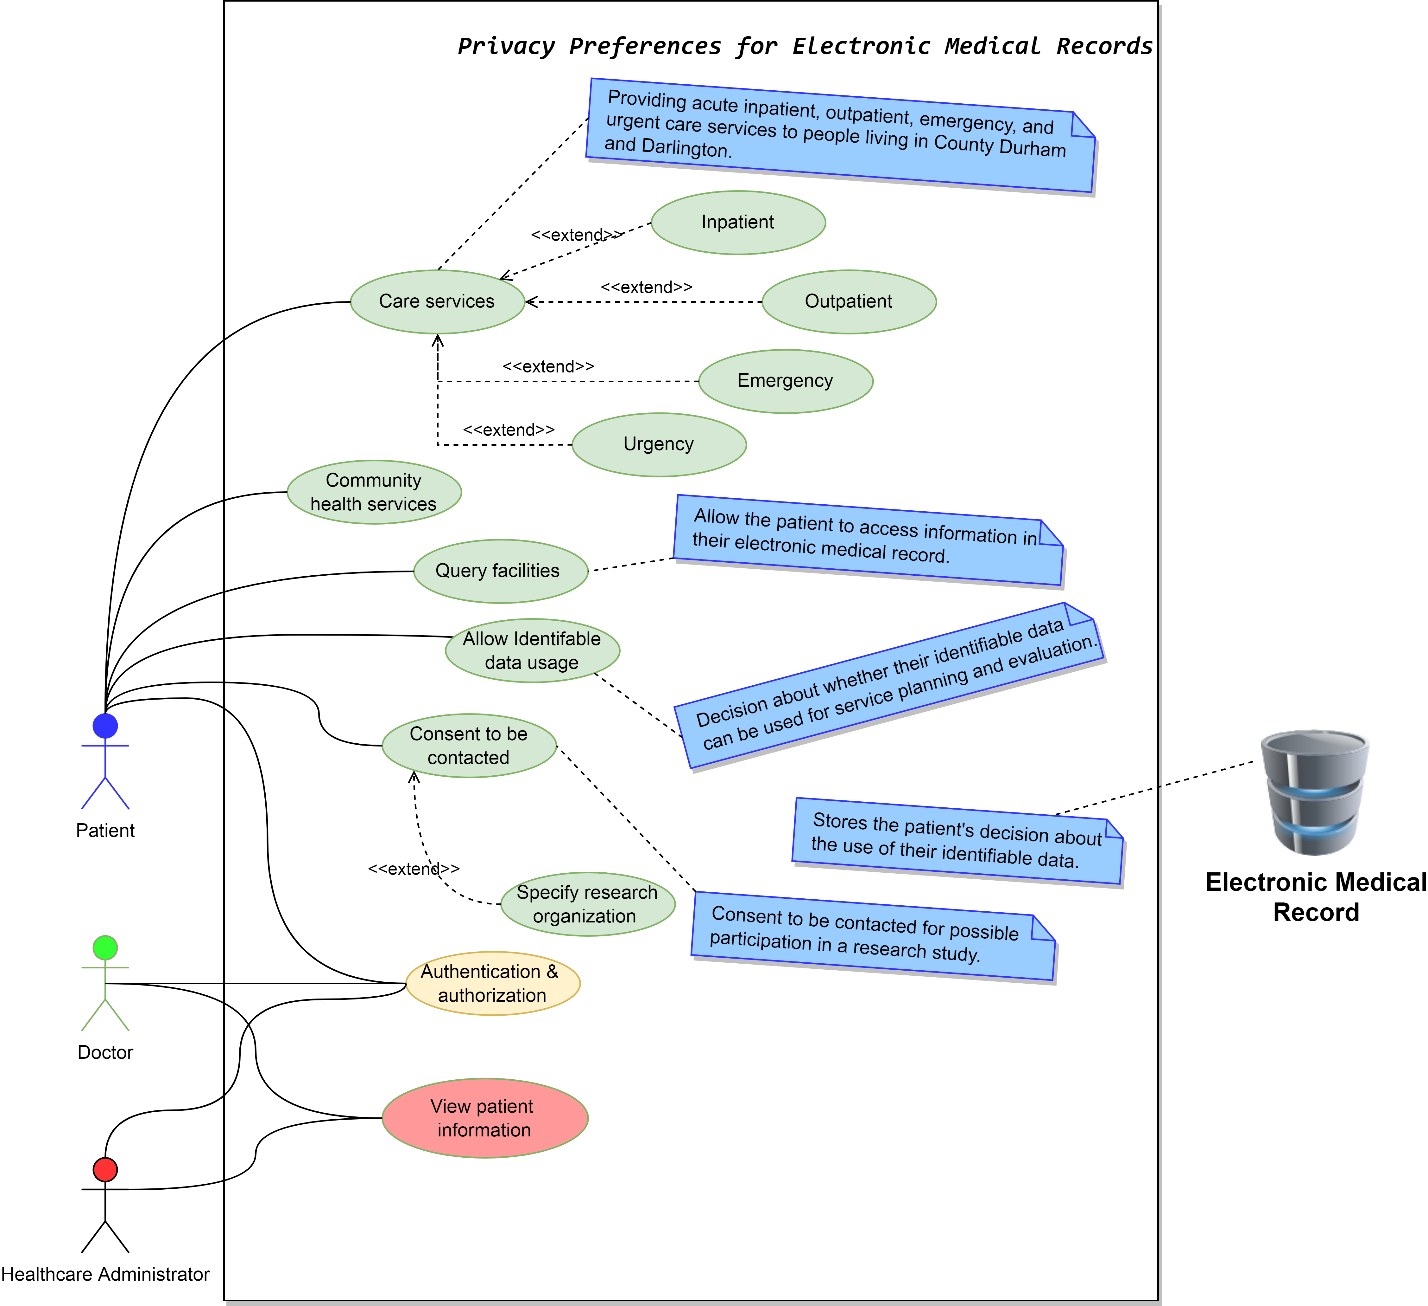 Privacy Preferences for Electronic Medical Records
Providing acute inpatient, outpatient, emergency, and
urgent care services to people living in County Durham
and Darlington.
Inpatient
<<extend>>
Care services
<<extend>>
Outpatient
<<extend>>
Emergency
<<extend>>
Urgency
Community
health services
Allow the patient to access information in
their electronic medical record.
Query facilities
Allow Identifable
data usage
Decision about whether their identifiable data
can be used for service planning and evaluation.
Consent to be
contacted
Patient
Stores the patient's decision about
the use of their identifiable data.
<<extend>>
Electronic Medical
Record
Specify research
organization
Consent to be contacted for possible
participation in a research study.
Authentication &
authorization
Doctor
View patient
information
Healthcare Administrator